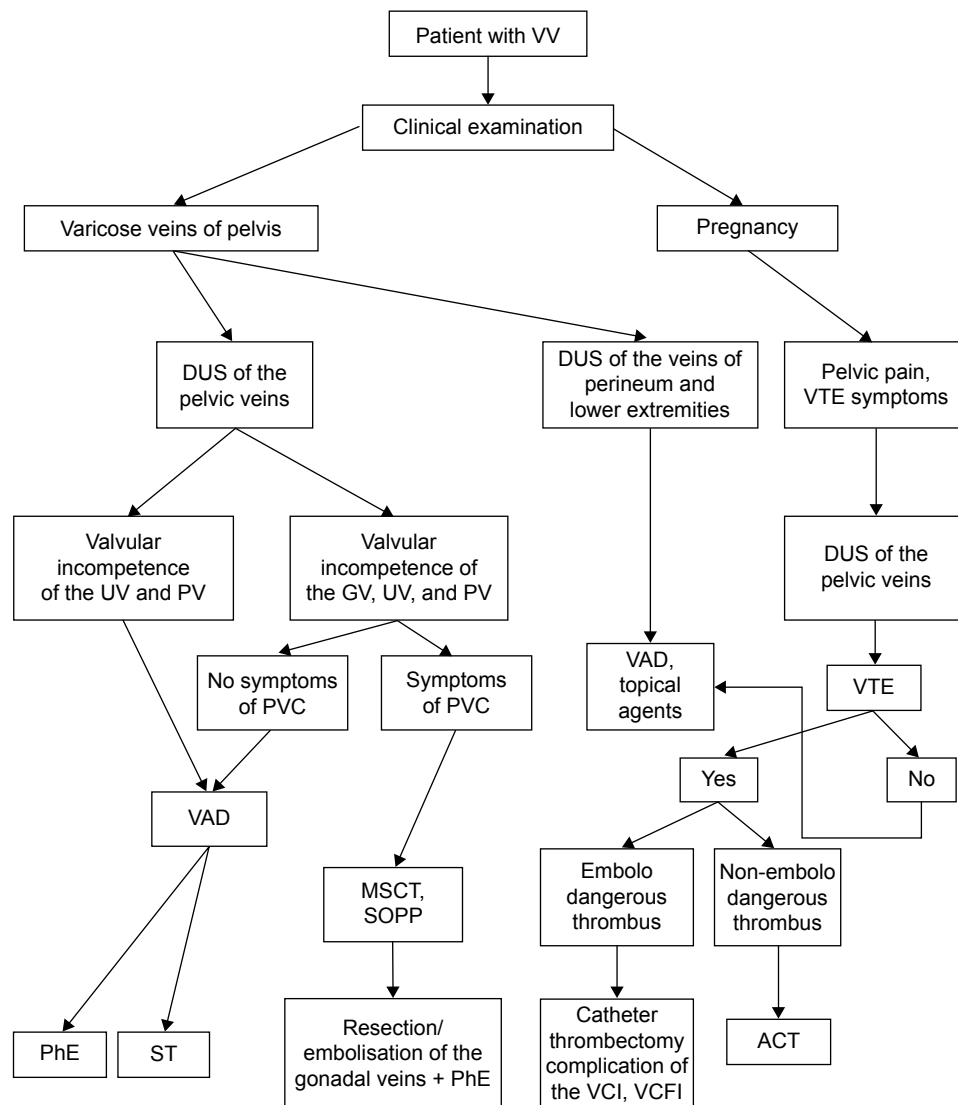 Patient with VV
Clinical examination
Varicose veins of pelvis
Pregnancy
DUS of the
pelvic veins
DUS of the veins of
perineum and
lower extremities
Pelvic pain,
VTE symptoms
Valvular
incompetence
of the UV and PV
Valvular
incompetence of
the GV, UV, and PV
DUS of the
pelvic veins
No symptoms
of PVC
Symptoms
of PVC
VAD,
topical
agents
VTE
Yes
No
VAD
MSCT,
SOPP
Embolo
dangerous
thrombus
Non-embolo
dangerous
thrombus
PhE
ST
Resection/
embolisation of the
gonadal veins + PhE
Catheter
thrombectomy
complication of
the VCI, VCFI
ACT